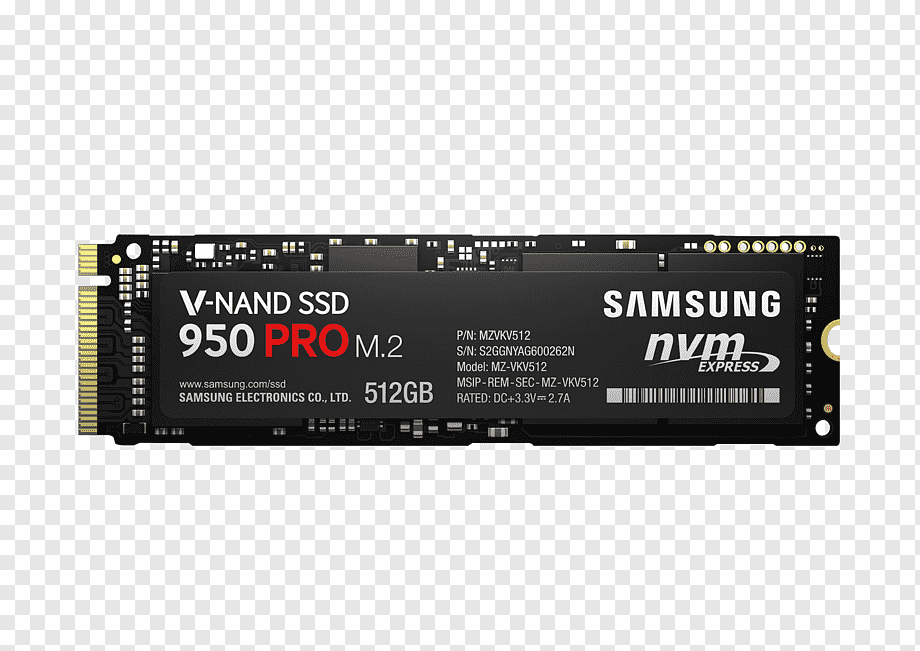 V-NAND SSD
950 PRO M.2
www.samsung.com/ssd
SAMSUNG ELECTRONICS CO., LTD.
512GB
P/N: MZVKV512
S/N: S2GGNYAG600262N
Model: MZ-VKV512
MSIP-REM-SEC-MZ-VKV512
RATED: DC+3.3V⎓2.7A
SAMSUNG
nvm
EXPRESS